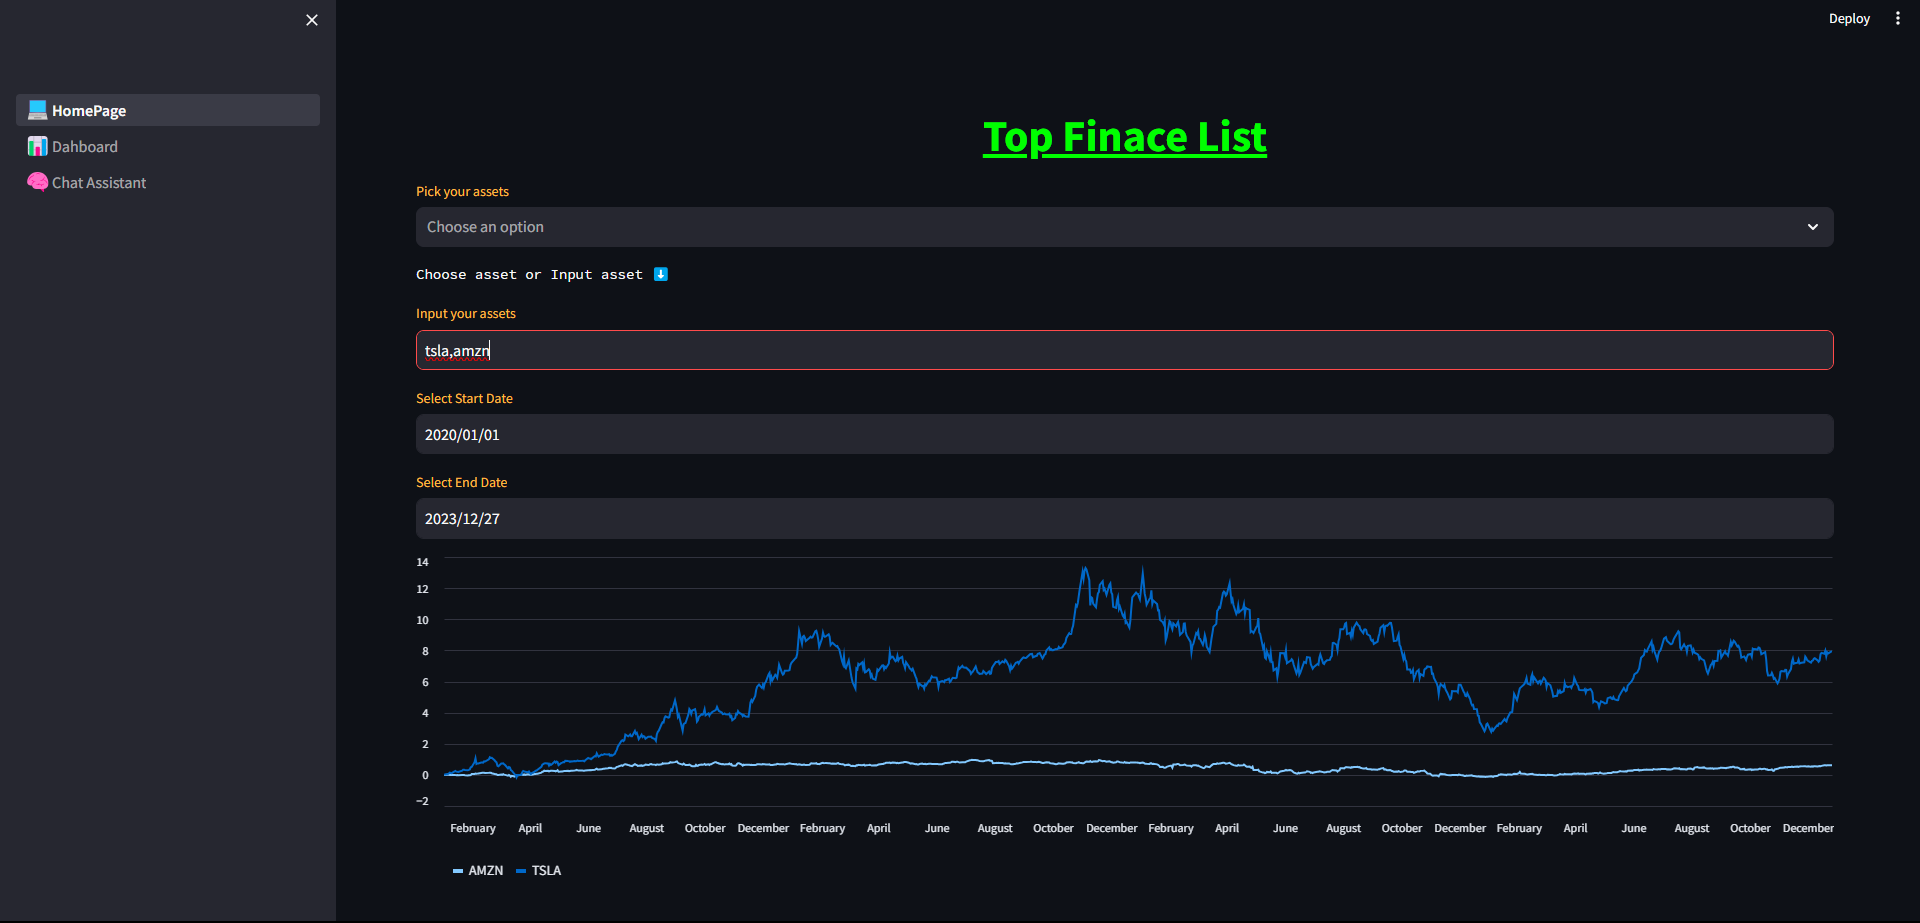 Deploy
HomePage
Dahboard
Chat Assistant
Top Finace List
Pick your assets
Choose an option
Choose asset or Input asset
Input your assets
tsla,amzn
Select Start Date
2020/01/01
Select End Date
2023/12/27
14
12
10
8
6
4
2
0
−2
February April June August October December February April June August October December February April June August October December February April June August October December
AMZN TSLA